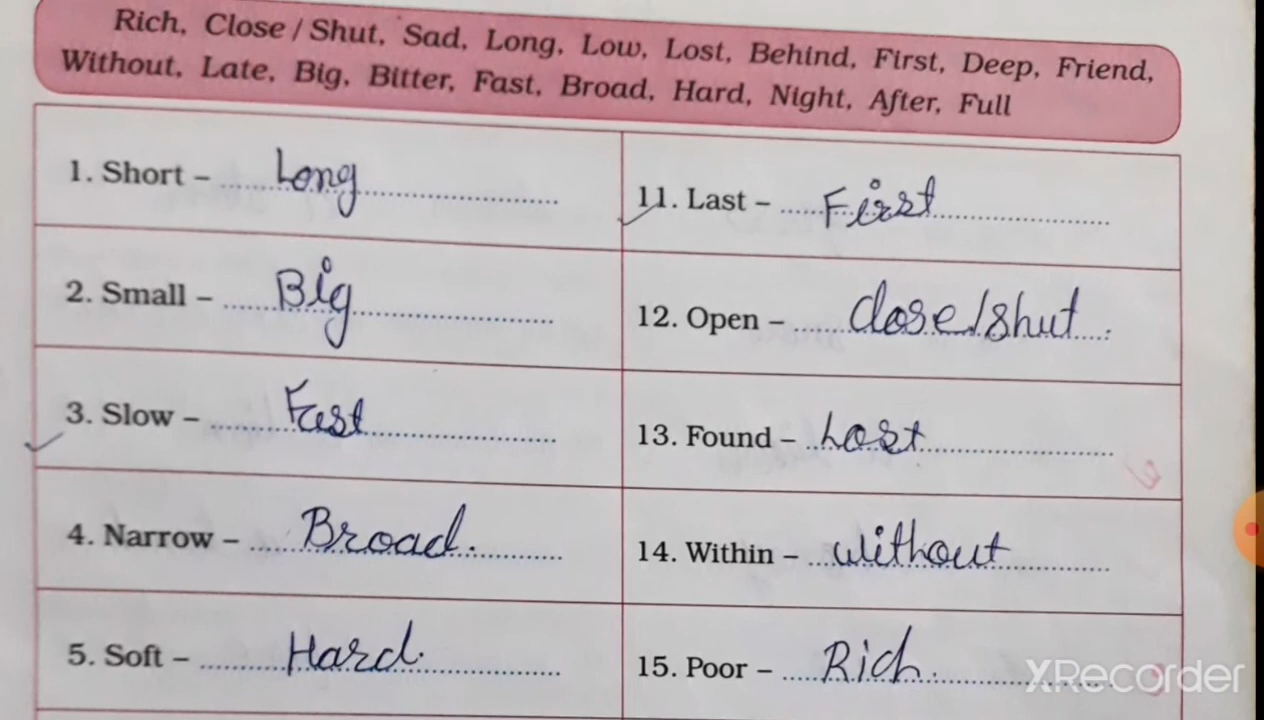 Rich, Close / Shut, Sad, Long, Low, Lost, Behind, First, Deep, Friend,
Without, Late, Big, Bitter, Fast, Broad, Hard, Night, After, Full
1. Short - Long
11. Last - First
2. Small - Big
12. Open - Close/Shut.
3. Slow - Fast
13. Found - Lost
4. Narrow - Broad.
14. Within - Without
5. Soft - Hard.
15. Poor - Rich.
XRecorder